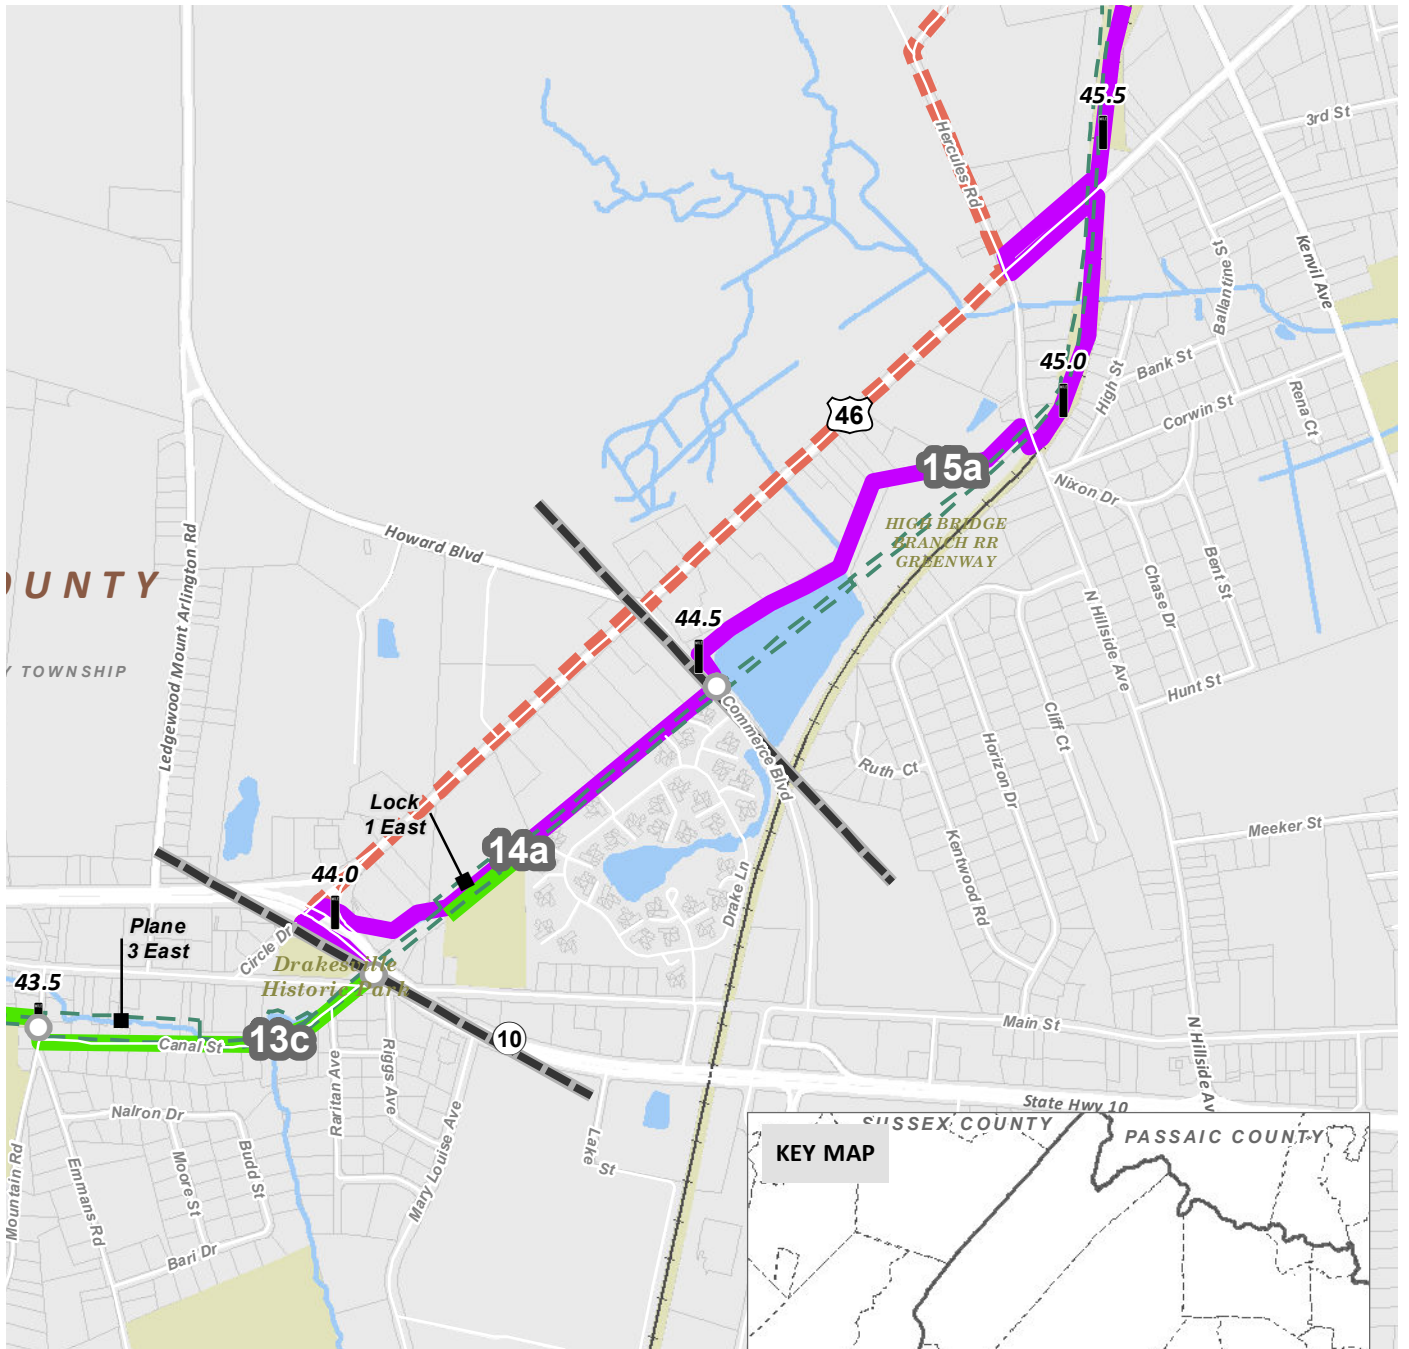 45.5
3rd St
Hercules Rd
Ballantine St
Kenvil Ave
45.0
High St
Bank St
Corwin St
Rena Ct
46
15a
Nixon Dr
HIGH BRIDGE
BRANCH RR
GREENWAY
Howard Blvd
Ledgewood Mount Arlington Rd
OUNTY
Y TOWNSHIP
44.5
Chase Dr
Bent St
N Hillside Ave
Hunt St
Commerce Blvd
Ruth Ct
Horizon Dr
Cliff Ct
Kentwood Rd
Meeker St
Lock
1 East
14a
44.0
Drake Ln
Plane
3 East
Circle Dr
Drakesville
Historic Park
43.5
13c
Canal St
10
Main St
N Hillside Av
State Hwy 10
Raritan Ave
Riggs Ave
Mary Louise Ave
Lake St
Nalron Dr
Moore St
Budd St
Bari Dr
Emmans Rd
Mountain Rd
KEY MAP
SUSSEX COUNTY
PASSAIC COUNTY